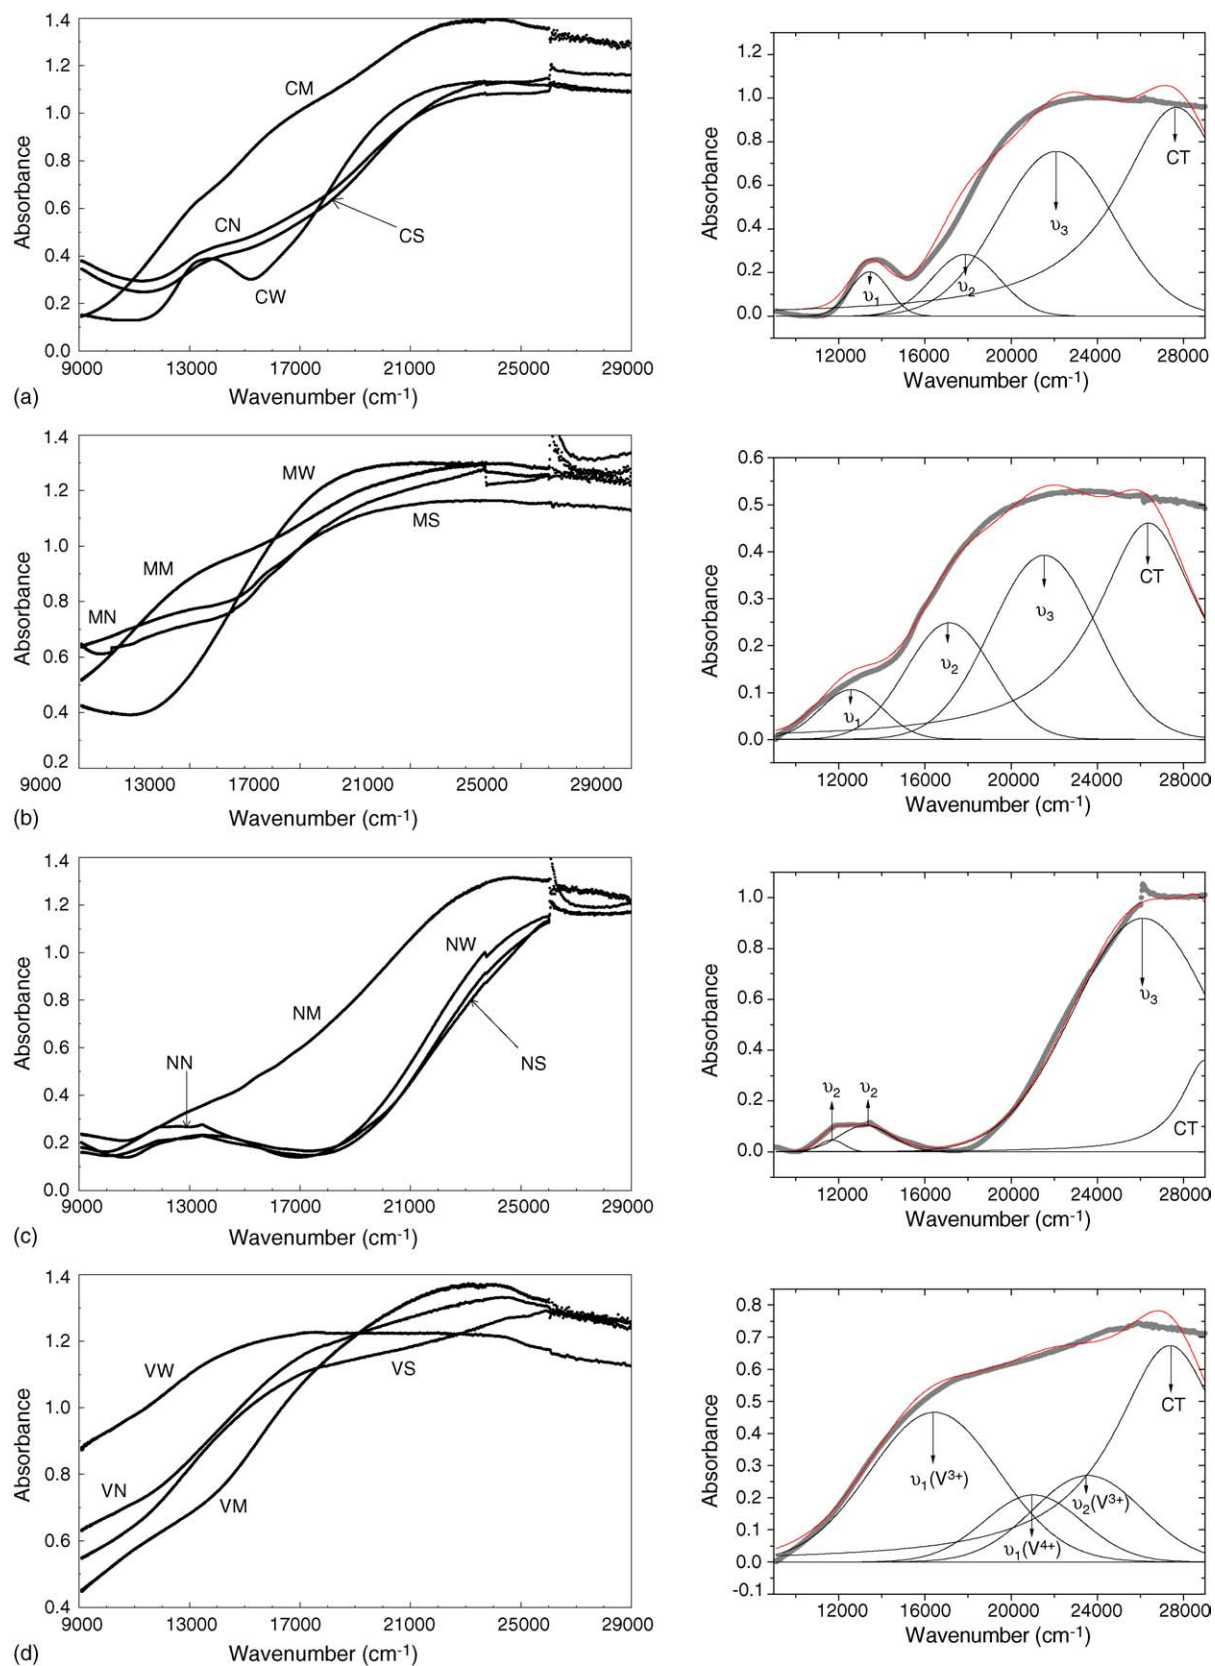 1.4
1.2
1.0
0.8
0.6
0.4
0.2
0.0
Absorbance
CM
CN
CS
CW
9000 13000 17000 21000 25000 29000
Wavenumber (cm-1)
(a)
1.2
1.0
0.8
0.6
0.4
0.2
0.0
Absorbance
υ1
υ2
υ3
CT
12000 16000 20000 24000 28000
Wavenumber (cm-1)
1.4
1.2
1.0
0.8
0.6
0.4
0.2
Absorbance
MW
MM
MS
MN
9000 13000 17000 21000 25000 29000
Wavenumber (cm-1)
(b)
0.6
0.5
0.4
0.3
0.2
0.1
0.0
Absorbance
υ1
υ2
υ3
CT
12000 16000 20000 24000 28000
Wavenumber (cm-1)
1.4
1.2
1.0
0.8
0.6
0.4
0.2
0.0
Absorbance
NW
NM
NN
NS
9000 13000 17000 21000 25000 29000
Wavenumber (cm-1)
(c)
1.0
0.8
0.6
0.4
0.2
0.0
Absorbance
υ2
υ2
υ3
CT
12000 16000 20000 24000 28000
Wavenumber (cm-1)
1.4
1.2
1.0
0.8
0.6
0.4
Absorbance
VW
VS
VN
VM
9000 13000 17000 21000 25000 29000
Wavenumber (cm-1)
(d)
0.8
0.7
0.6
0.5
0.4
0.3
0.2
0.1
0.0
-0.1
Absorbance
CT
υ1(V3+)
υ2(V3+)
υ1(V4+)
12000 16000 20000 24000 28000
Wavenumber (cm-1)